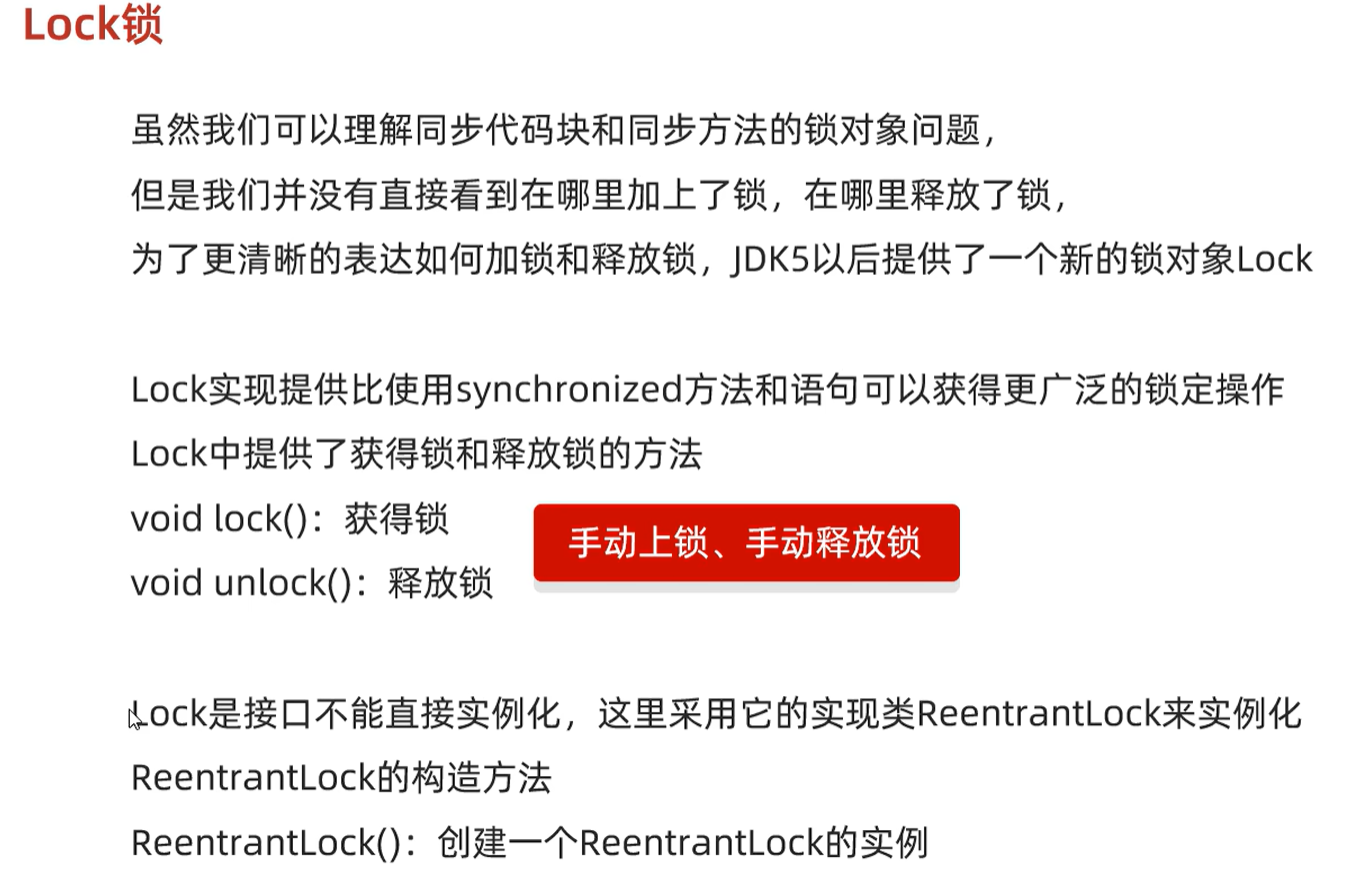 Lock锁
虽然我们可以理解同步代码块和同步方法的锁对象问题，
但是我们并没有直接看到在哪里加上了锁，在哪里释放了锁，
为了更清晰的表达如何加锁和释放锁，JDK5以后提供了一个新的锁对象Lock
Lock实现提供比使用synchronized方法和语句可以获得更广泛的锁定操作
Lock中提供了获得锁和释放锁的方法
void lock()：获得锁
手动上锁、手动释放锁
void unlock()：释放锁
Lock是接口不能直接实例化，这里采用它的实现类ReentrantLock来实例化
ReentrantLock的构造方法
ReentrantLock()：创建一个ReentrantLock的实例